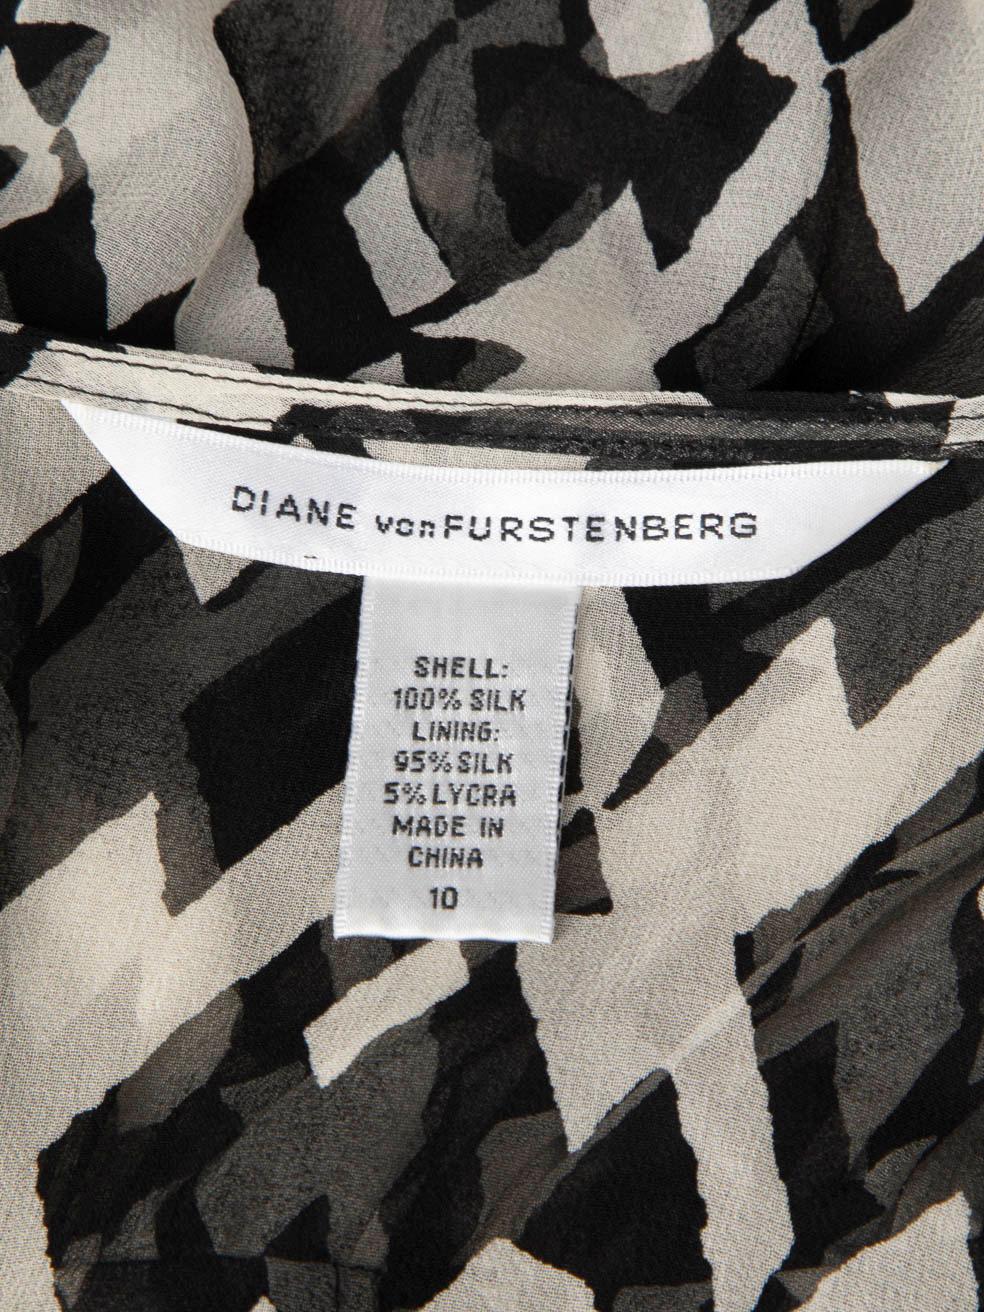 DIANE vonFURSTENBERG
SHELL:
100% SILK
LINING:
95% SILK
5% LYCRA
MADE IN
CHINA
10